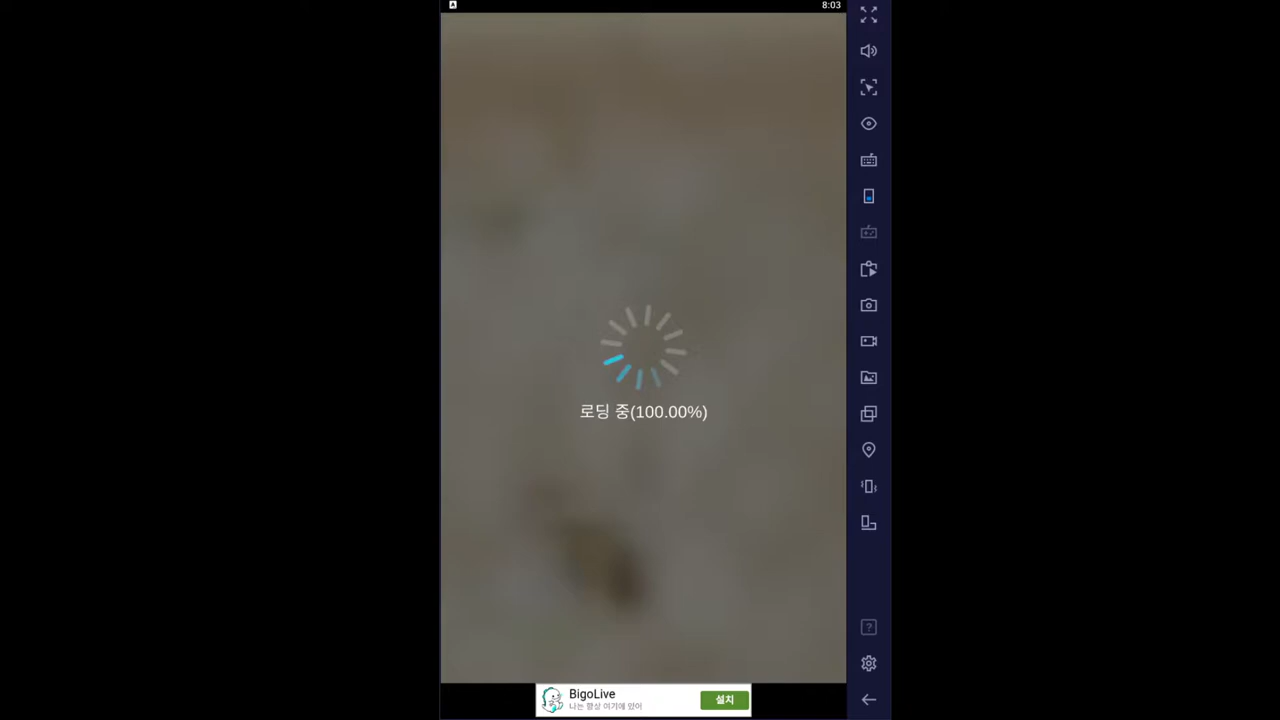 A
8:03
로딩 중(100.00%)
BigoLive
나는 항상 여기에 있어
설치
?